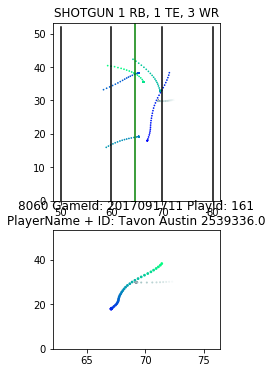 SHOTGUN 1 RB, 1 TE, 3 WR
50
40
30
20
10
0
50 60 70 80
8060 GameId: 2017091711 PlayId: 161
PlayerName + ID: Tavon Austin 2539336.0
40
20
0
65 70 75